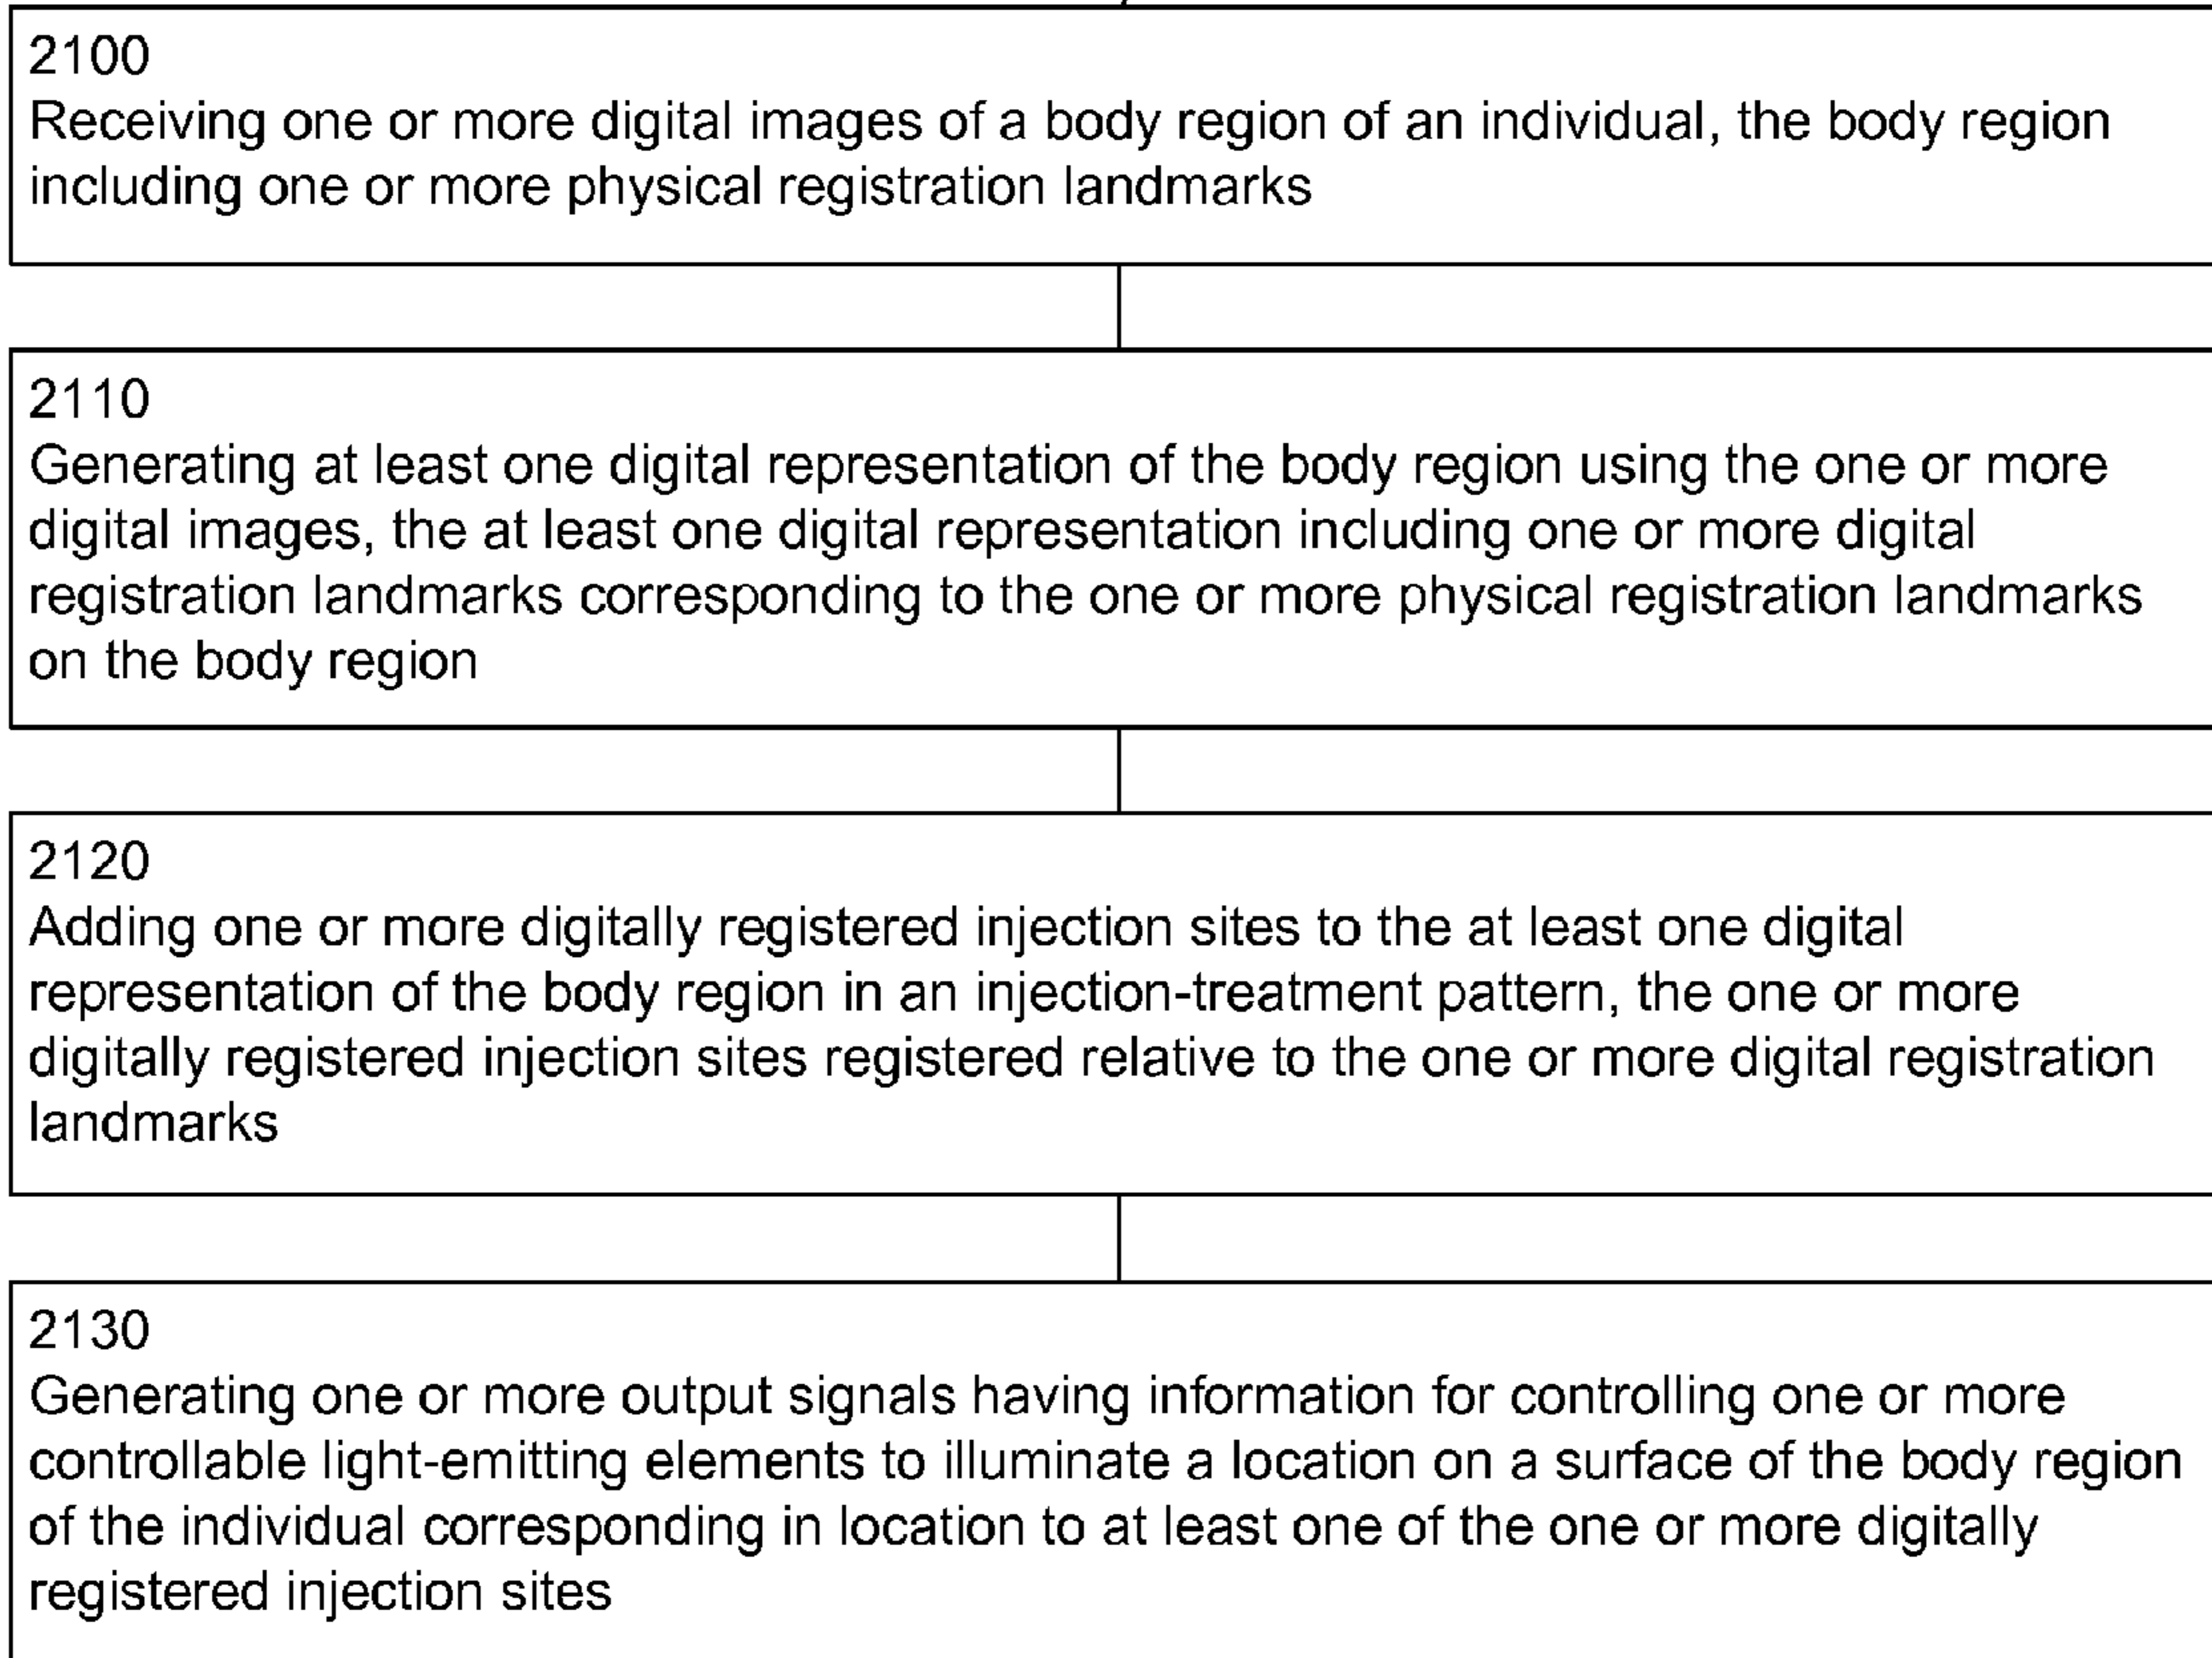 2100
Receiving one or more digital images of a body region of an individual, the body region
including one or more physical registration landmarks
2110
Generating at least one digital representation of the body region using the one or more
digital images, the at least one digital representation including one or more digital
registration landmarks corresponding to the one or more physical registration landmarks
on the body region
2120
Adding one or more digitally registered injection sites to the at least one digital
representation of the body region in an injection-treatment pattern, the one or more
digitally registered injection sites registered relative to the one or more digital registration
landmarks
2130
Generating one or more output signals having information for controlling one or more
controllable light-emitting elements to illuminate a location on a surface of the body region
of the individual corresponding in location to at least one of the one or more digitally
registered injection sites